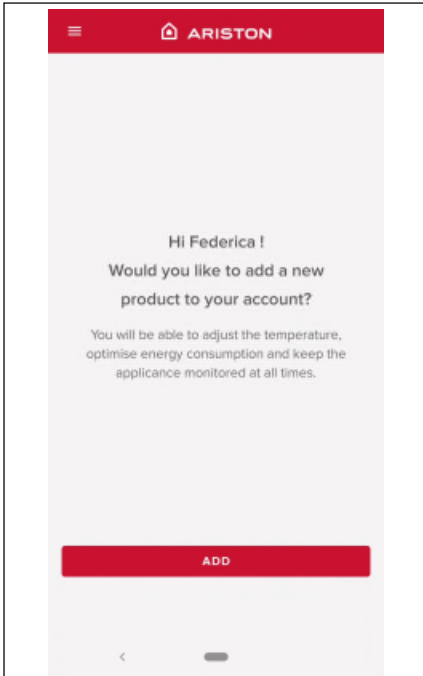 ARISTON
Hi Federica !
Would you like to add a new
product to your account?
You will be able to adjust the temperature,
optimise energy consumption and keep the
applicance monitored at all times.
ADD